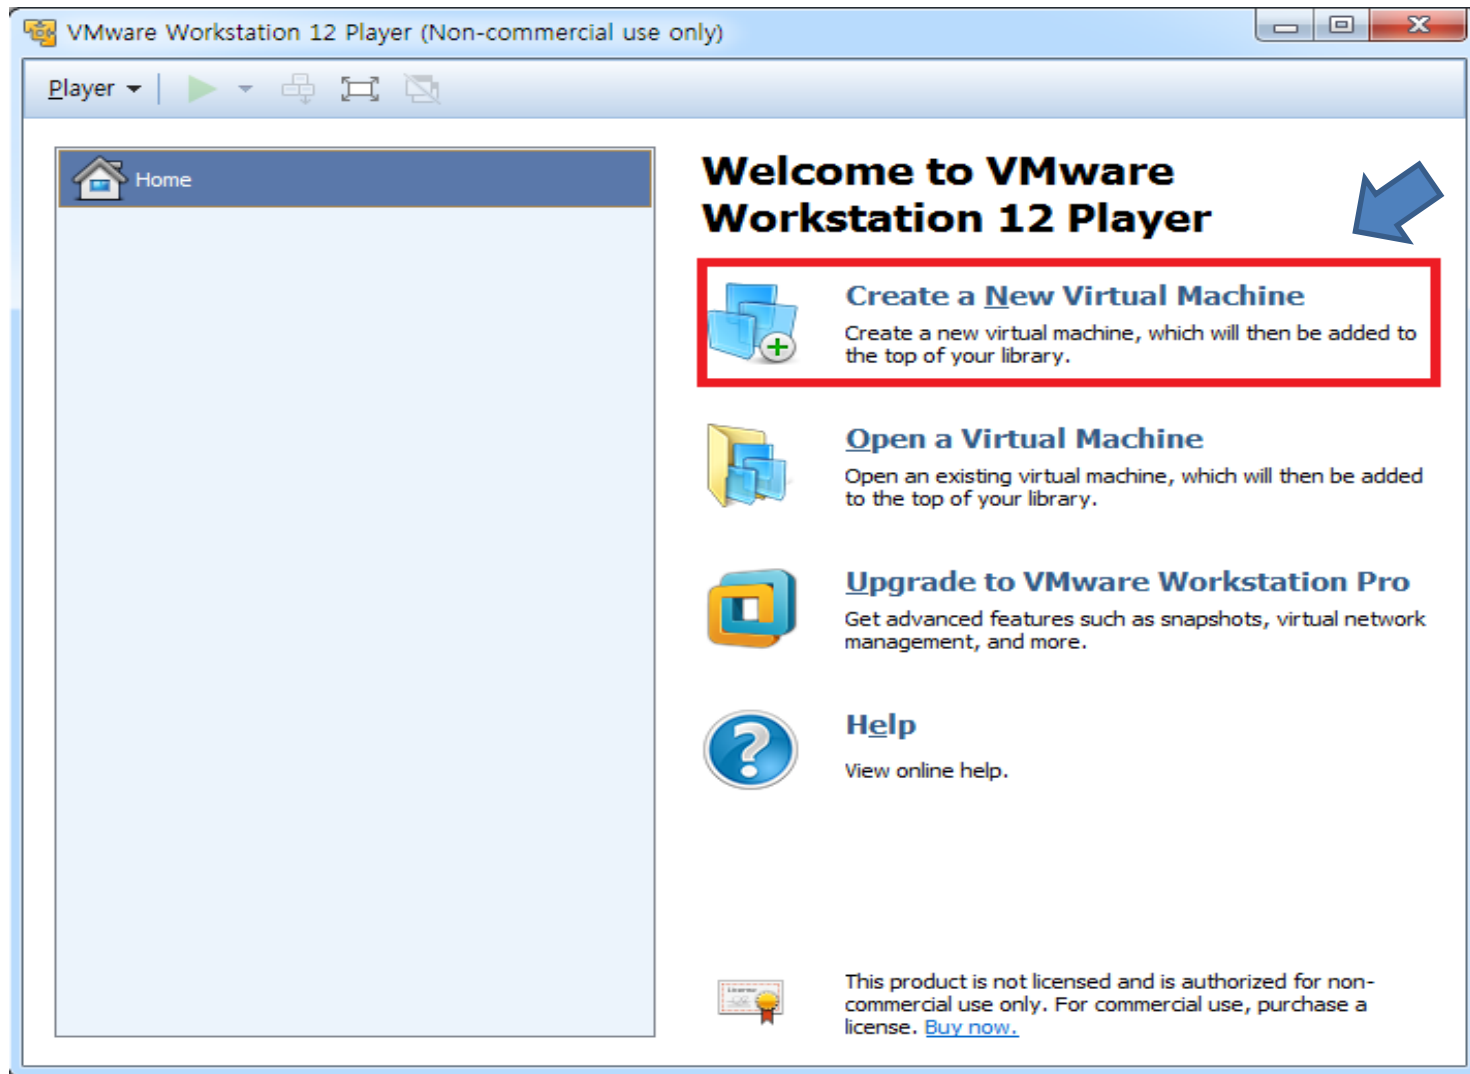 VMware Workstation 12 Player (Non-commercial use only)
Player
Home
Welcome to VMware
Workstation 12 Player
Create a New Virtual Machine
Create a new virtual machine, which will then be added to
the top of your library.
Open a Virtual Machine
Open an existing virtual machine, which will then be added
to the top of your library.
Upgrade to VMware Workstation Pro
Get advanced features such as snapshots, virtual network
management, and more.
Help
View online help.
This product is not licensed and is authorized for non-
commercial use only. For commercial use, purchase a
license. Buy now.